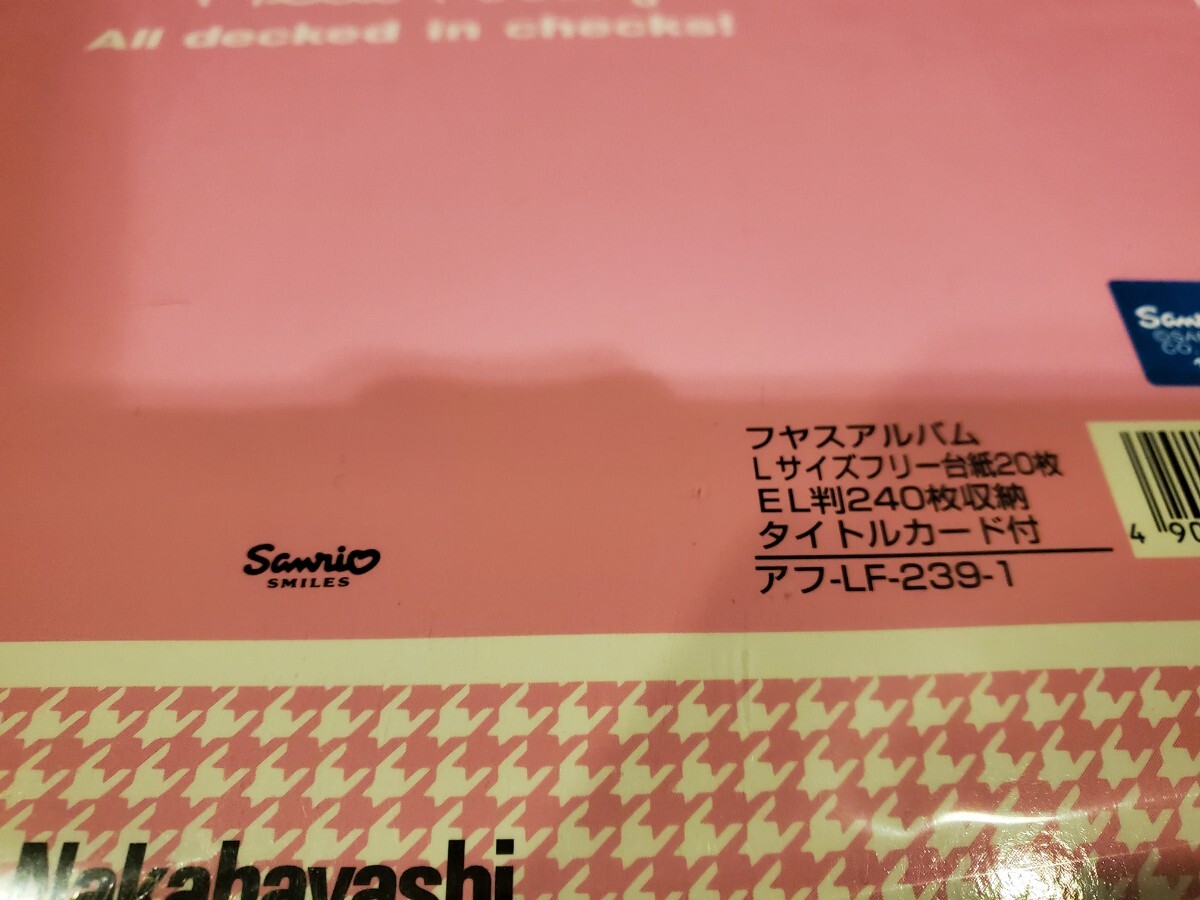 All decked in checks!
フヤスアルバム
Lサイズフリー台紙20枚
EL判240枚収納
タイトルカード付
アフ-LF-239-1
Sanrio
SMILES
4 90
Nakabayashi